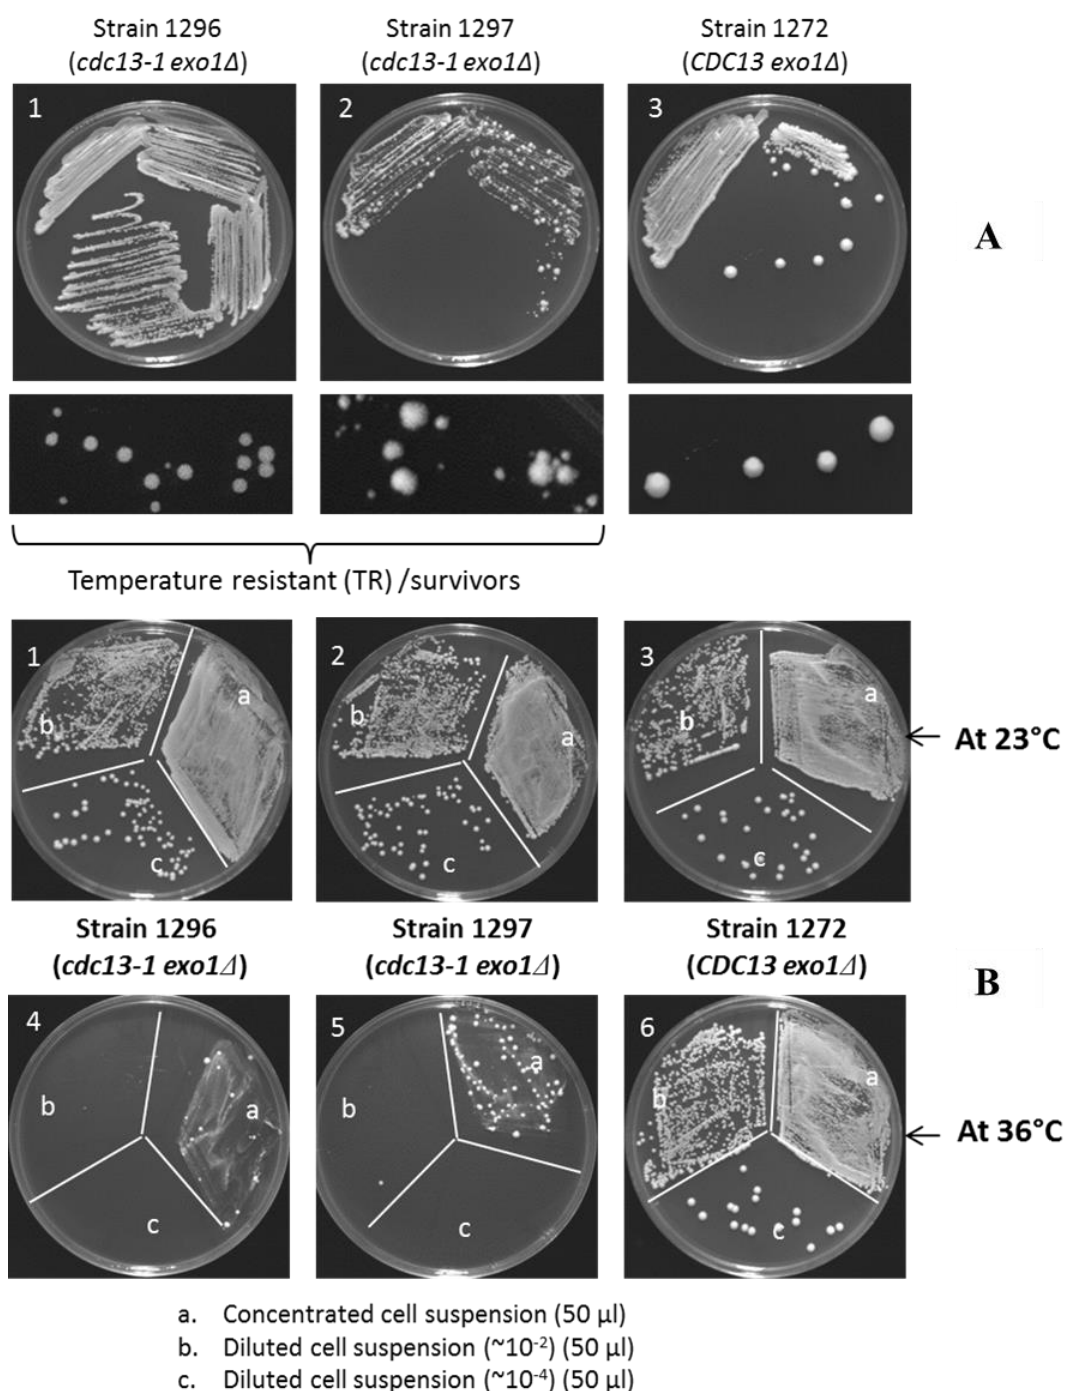 Strain 1296
(cdc13-1 exo1Δ)
Strain 1297
(cdc13-1 exo1Δ)
Strain 1272
(CDC13 exo1Δ)
1
2
3
A
Temperature resistant (TR) /survivors
1
a
b
c
2
a
b
c
3
a
b
c
At 23°C
Strain 1296
(cdc13-1 exo1Δ)
Strain 1297
(cdc13-1 exo1Δ)
Strain 1272
(CDC13 exo1Δ)
B
4
b
a
c
5
a
b
c
6
a
b
c
At 36°C
a. Concentrated cell suspension (50 µl)
b. Diluted cell suspension (~10⁻²) (50 µl)
c. Diluted cell suspension (~10⁻⁴) (50 µl)